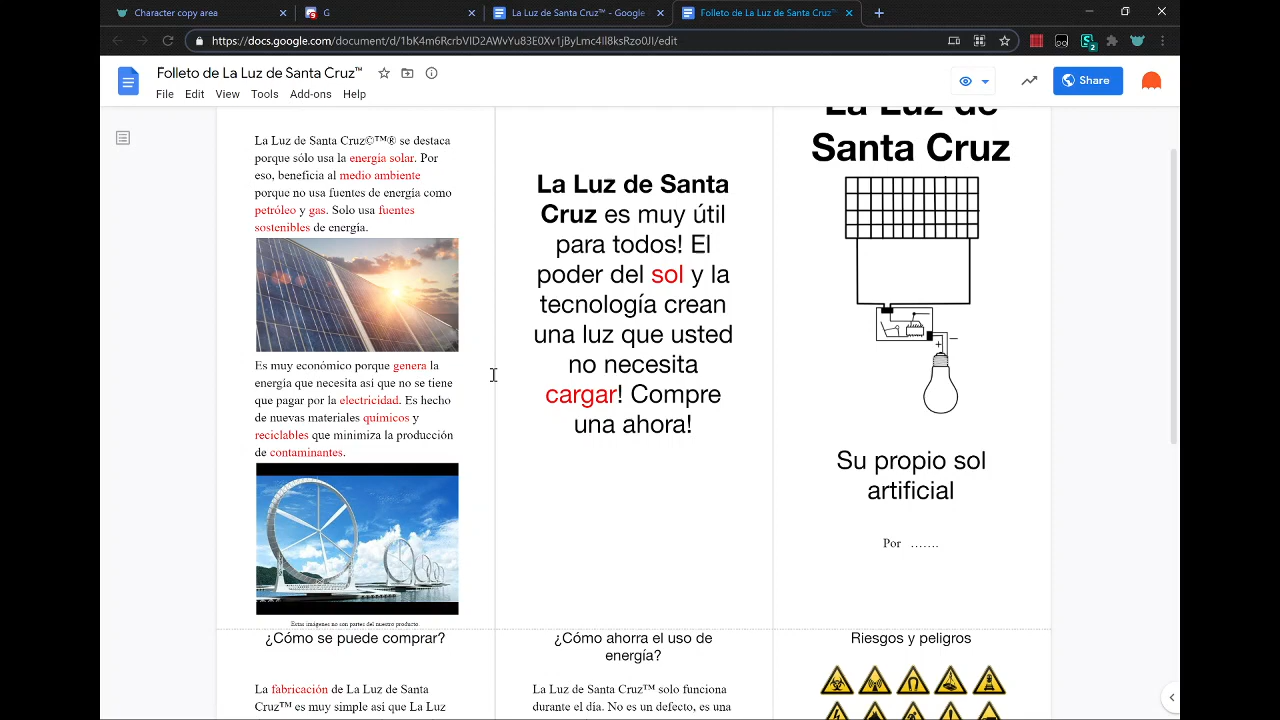 Character copy area
G
La Luz de Santa Cruz™ - Google
Folleto de La Luz de Santa Cruz™
https://docs.google.com/document/d/1bK4m6RcrbVID2AWvYu83E0Xv1jByLmc4Il8ksRzo0JI/edit
Folleto de La Luz de Santa Cruz™
File Edit View Tools Add-ons Help
Share
La Luz de Santa Cruz©™® se destaca
porque sólo usa la energía solar. Por
eso, beneficia al medio ambiente
porque no usa fuentes de energía como
petróleo y gas. Solo usa fuentes
sostenibles de energía.
Es muy económico porque genera la
energía que necesita así que no se tiene
que pagar por la electricidad. Es hecho
de nuevas materiales químicos y
reciclables que minimiza la producción
de contaminantes.
Estas imágenes no son partes del nuestro producto
La Luz de Santa
Cruz es muy útil
para todos! El
poder del sol y la
tecnología crean
una luz que usted
no necesita
cargar! Compre
una ahora!
La Luz de
Santa Cruz
+
−
Su propio sol
artificial
Por .......
¿Cómo se puede comprar?
La fabricación de La Luz de Santa
Cruz™ es muy simple así que La Luz
¿Cómo ahorra el uso de
energía?
La Luz de Santa Cruz™ solo funciona
durante el día. No es un defecto, es una
Riesgos y peligros